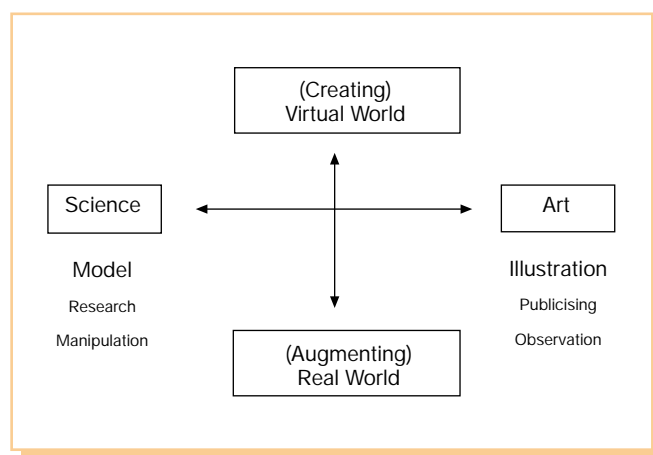 (Creating)
Virtual World
Science
Art
Model
Research
Manipulation
Illustration
Publicising
Observation
(Augmenting)
Real World